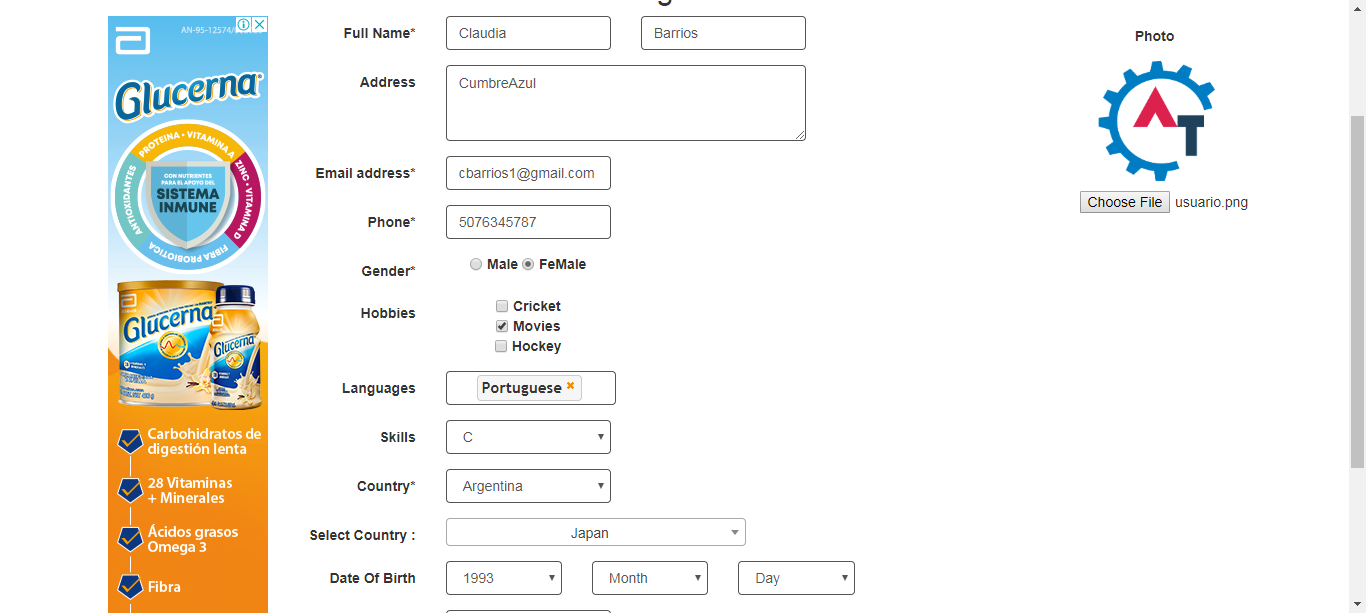 AN-95-12574/
Glucerna
PROTEINA • VITAMINA A
ZINC • VITAMINA D
FIBRA PROBIOTICA
ANTIOXIDANTES
CON NUTRIENTES
PARA EL APOYO DEL
SISTEMA
INMUNE
Glucerna
Glucerna
Carbohidratos de
digestión lenta
28 Vitaminas
+ Minerales
Ácidos grasos
Omega 3
Fibra
Full Name* Claudia Barrios
Address CumbreAzul
Email address* cbarrios1@gmail.com
Phone* 5076345787
Gender* Male FeMale
Hobbies Cricket
Movies
Hockey
Languages Portuguese
Skills C
Country* Argentina
Select Country : Japan
Date Of Birth 1993 Month Day
Photo
AT
Choose File usuario.png